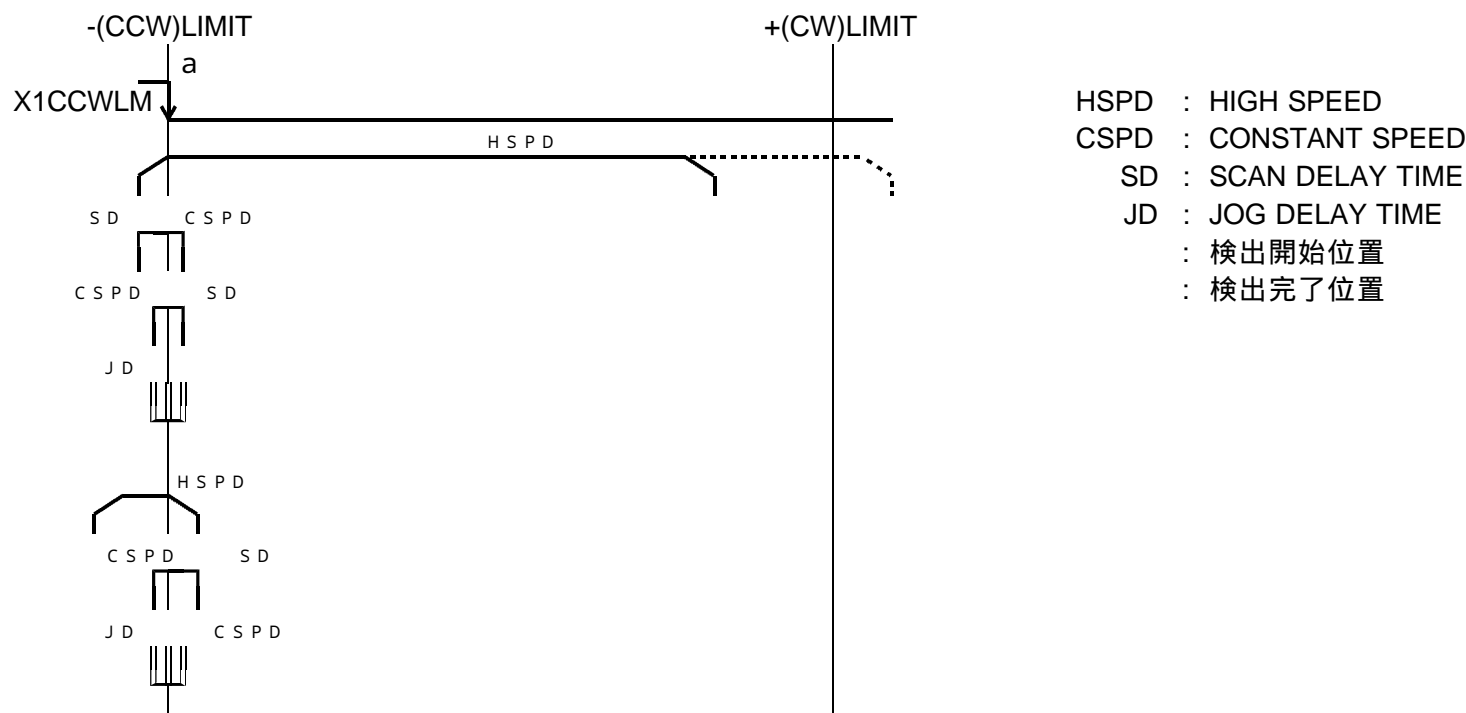 -(CCW)LIMIT
+(CW)LIMIT
a
X1CCWLM
HSPD
SD CSPD
CSPD SD
JD
HSPD
CSPD SD
JD CSPD
HSPD : HIGH SPEED
CSPD : CONSTANT SPEED
SD : SCAN DELAY TIME
JD : JOG DELAY TIME
: 検出開始位置
: 検出完了位置